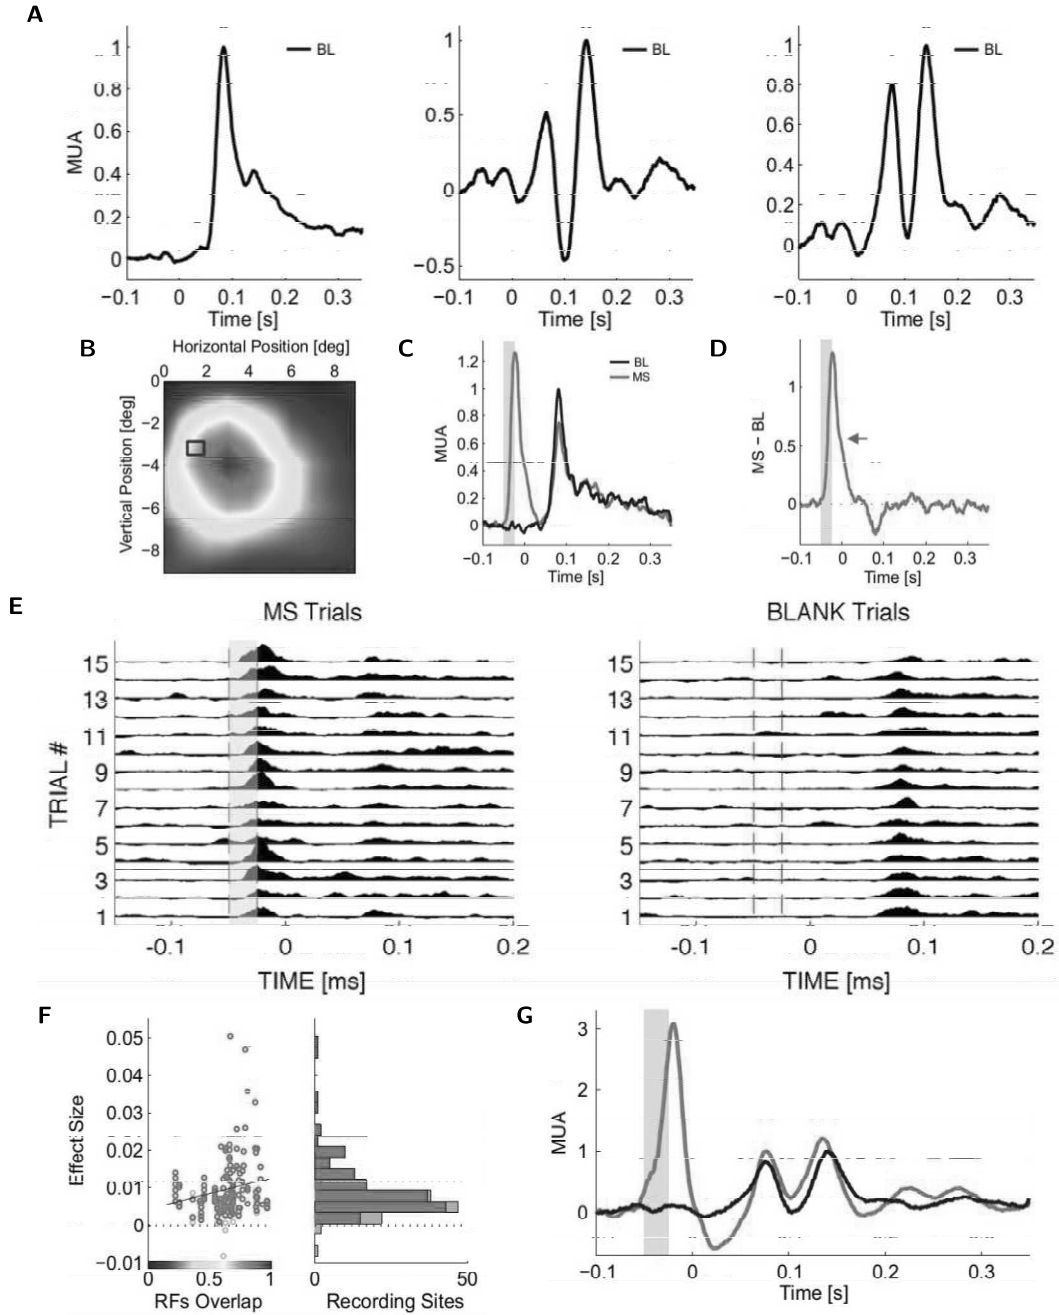 A
1
0.8
0.6
0.4
0.2
0
MUA
BL
−0.1 0 0.1 0.2 0.3
Time [s]
1
0.5
0
−0.5
BL
−0.1 0 0.1 0.2 0.3
Time [s]
1
0.8
0.6
0.4
0.2
0
BL
−0.1 0 0.1 0.2 0.3
Time [s]
B
Horizontal Position [deg]
0 2 4 6 8
0
−2
−4
−6
−8
Vertical Position [deg]
C
1.2
1
0.8
0.6
0.4
0.2
0
MUA
BL
MS
−0.1 0 0.1 0.2 0.3
Time [s]
D
1
0.5
0
MS − BL
−0.1 0 0.1 0.2 0.3
Time [s]
E
MS Trials
15
13
11
9
7
5
3
1
TRIAL #
-0.1 0 0.1 0.2
TIME [ms]
BLANK Trials
15
13
11
9
7
5
3
1
-0.1 0 0.1 0.2
TIME [ms]
F
0.05
0.04
0.03
0.02
0.01
0
−0.01
Effect Size
0 0.5 1
RFs Overlap
0 50
Recording Sites
G
3
2
1
0
MUA
−0.1 0 0.1 0.2 0.3
Time [s]